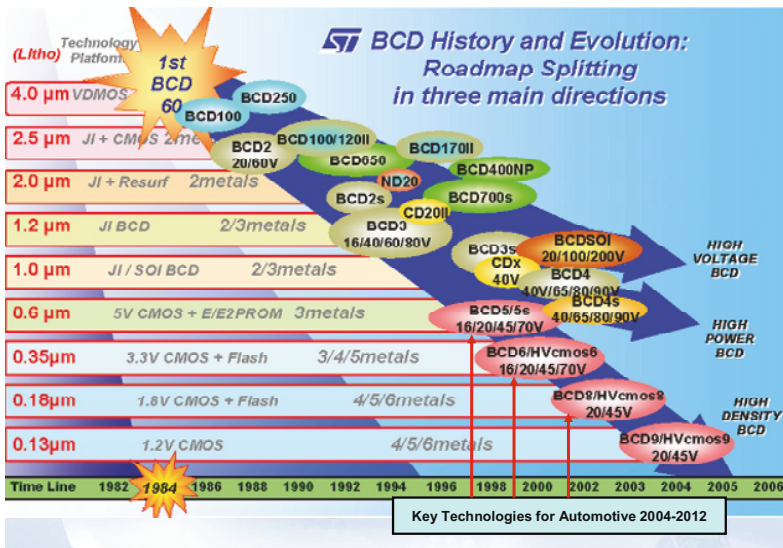 ST BCD History and Evolution:
Roadmap Splitting
in three main directions
(Litho)
Technology
Platform
1st
BCD
60
4.0 µm VDMOS
BCD100
BCD250
2.5 µm JI + CMOS 2me
BCD2
20/60V
BCD100/120II
BCD650
BCD170II
BCD400NP
2.0 µm JI + Resurf 2metals
BCD2s
ND20
BCD700s
CD20II
1.2 µm JI BCD 2/3metals
BCD3
16/40/60/80V
BCD3s
BCDSOI
20/100/200V
HIGH
VOLTAGE
BCD
1.0 µm JI / SOI BCD 2/3metals
CDx
40V
BCD4
40V/65/80/90V
0.6 µm 5V CMOS + E/E2PROM 3metals
BCD5/5s
16/20/45/70V
BCD4s
40/65/80/90V
HIGH
POWER
BCD
0.35µm 3.3V CMOS + Flash 3/4/5metals
BCD6/HVcmos6
16/20/45/70V
0.18µm 1.8V CMOS + Flash 4/5/6metals
BCD8/HVcmos8
20/45V
HIGH
DENSITY
BCD
0.13µm 1.2V CMOS 4/5/6metals
BCD9/HVcmos9
20/45V
Time Line 1982 1984 1986 1988 1990 1992 1994 1996 1998 2000 2002 2004 2005 2006
Key Technologies for Automotive 2004-2012